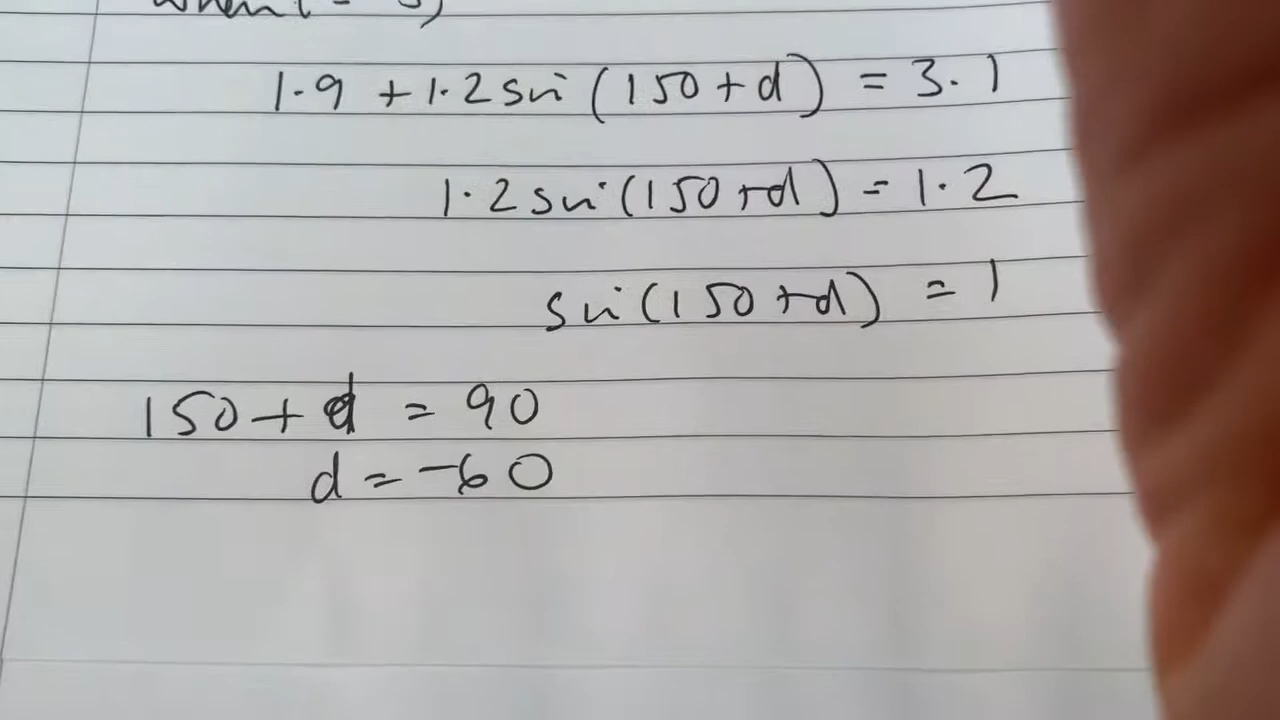 1.9 + 1.2 sin (150 + d) = 3.1
1.2 sin (150 + d) = 1.2
sin (150 + d) = 1
150 + d = 90
d = -60